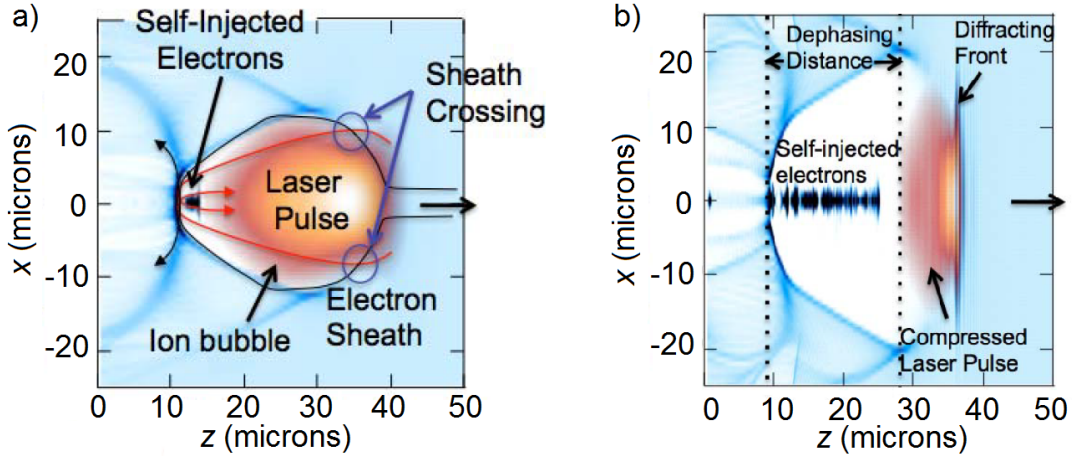 a)
Self-Injected
Electrons
Sheath
Crossing
Laser
Pulse
Ion bubble
Electron
Sheath
x (microns)
20
10
0
-10
-20
0
10
20
30
40
50
z (microns)
b)
Dephasing
Distance
Diffracting
Front
Self-injected
electrons
Compressed
Laser Pulse
x (microns)
20
10
0
-10
-20
0
10
20
30
40
50
z (microns)